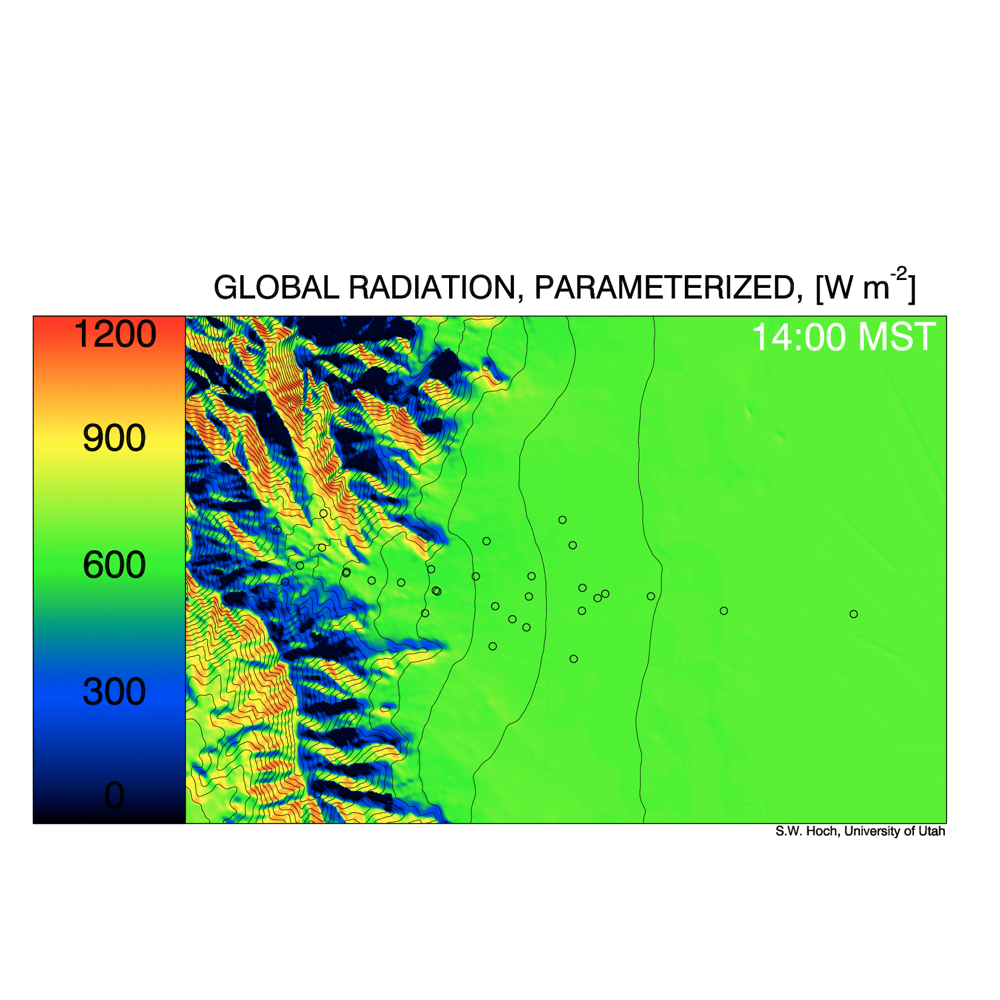 GLOBAL RADIATION, PARAMETERIZED, [W m-2]
14:00 MST
1200
900
600
300
0
S.W. Hoch, University of Utah